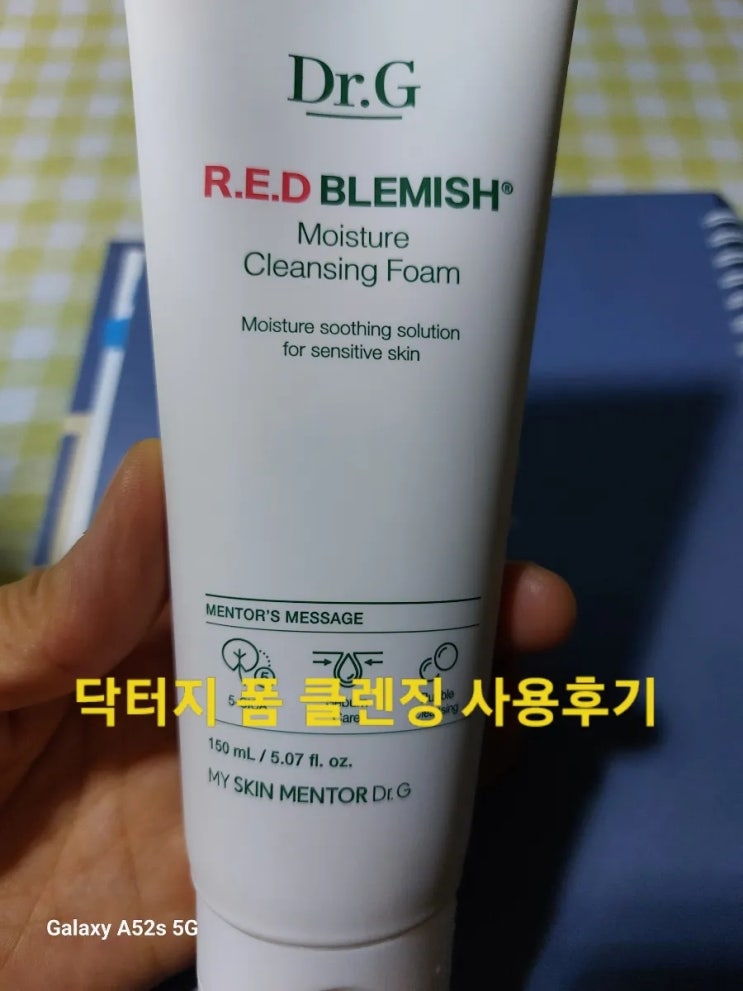 Dr.G
R.E.D BLEMISH®
Moisture
Cleansing Foam
Moisture soothing solution
for sensitive skin
MENTOR'S MESSAGE
닥터지 폼 클렌징 사용후기
150 mL / 5.07 fl. oz.
MY SKIN MENTOR Dr.G
Galaxy A52s 5G